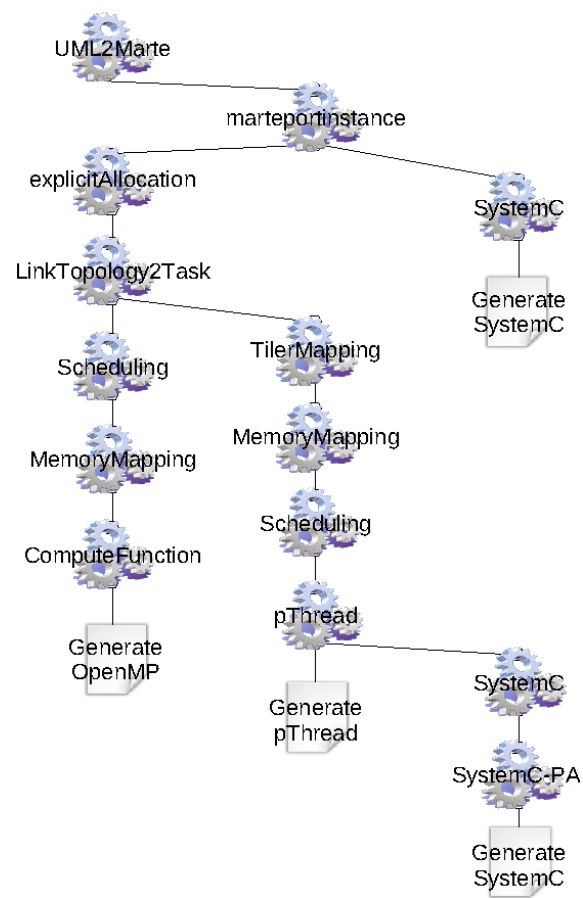 UML2Marte
marteportinstance
explicitAllocation
SystemC
LinkTopology2Task
Generate
SystemC
TilerMapping
Scheduling
MemoryMapping
MemoryMapping
Scheduling
ComputeFunction
pThread
Generate
OpenMP
SystemC
Generate
pThread
SystemC-PA
Generate
SystemC